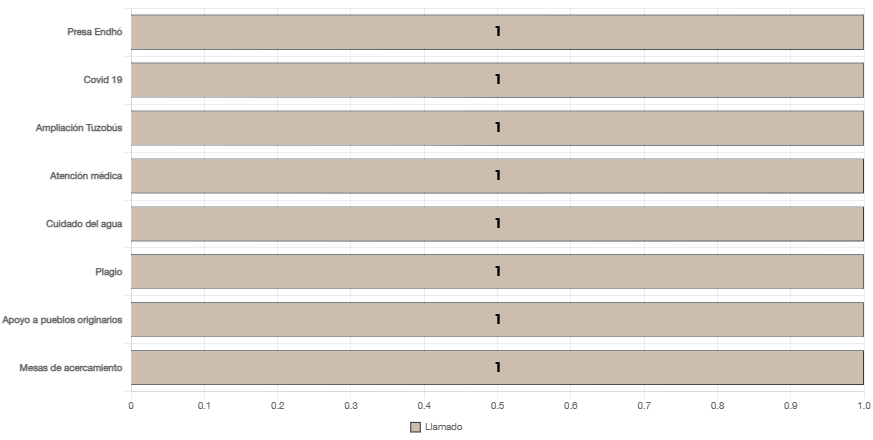 Presa Endhó 1
Covid 19 1
Ampliación Tuzobús 1
Atención médica 1
Cuidado del agua 1
Plagio 1
Apoyo a pueblos originarios 1
Mesas de acercamiento 1
0 0.1 0.2 0.3 0.4 0.5 0.6 0.7 0.8 0.9 1.0
Llamado